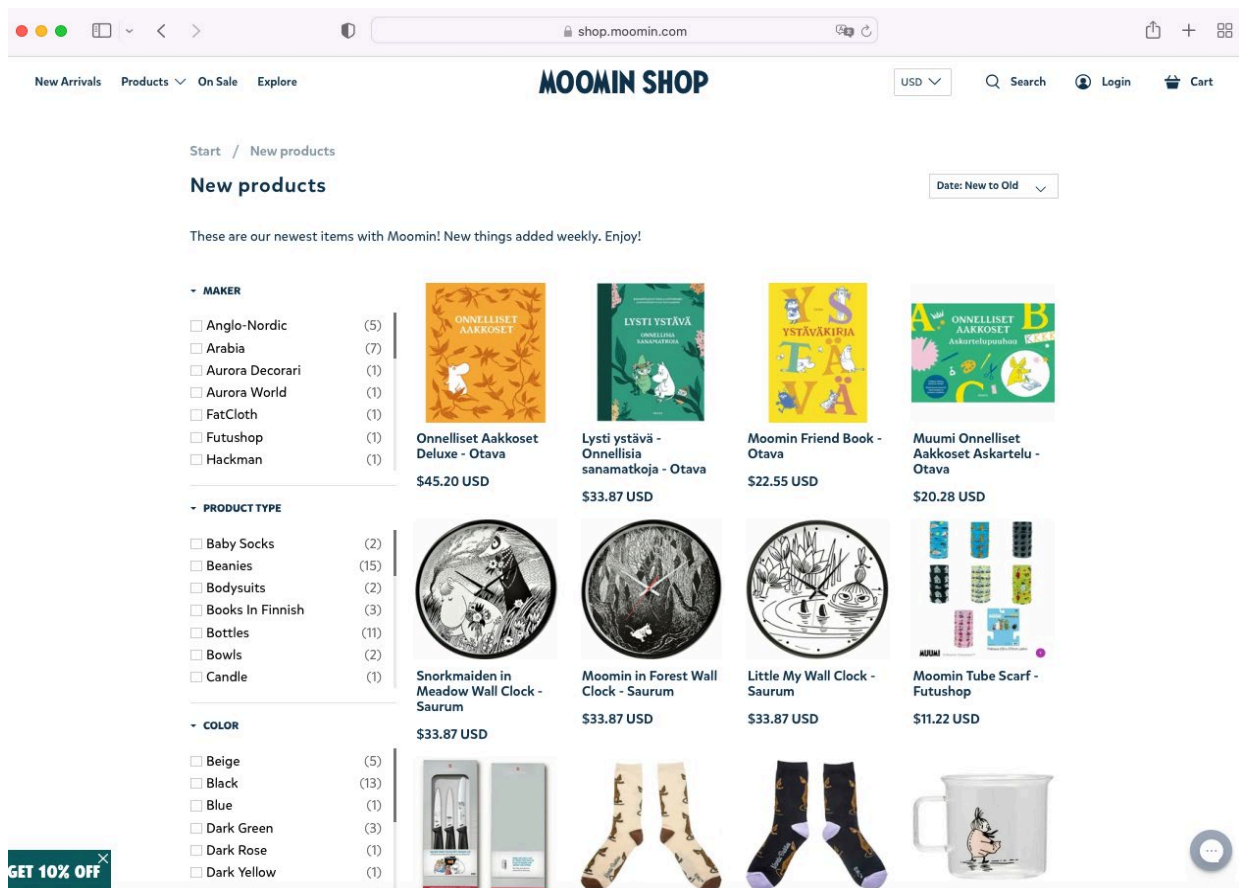 shop.moomin.com
New Arrivals
Products
On Sale
Explore
MOOMIN SHOP
USD
Search
Login
Cart
Start / New products
New products
Date: New to Old
These are our newest items with Moomin! New things added weekly. Enjoy!
MAKER
Anglo-Nordic (5)
Arabia (7)
Aurora Decorari (1)
Aurora World (1)
FatCloth (1)
Futushop (1)
Hackman (1)
PRODUCT TYPE
Baby Socks (2)
Beanies (15)
Bodysuits (2)
Books In Finnish (3)
Bottles (11)
Bowls (2)
Candle (1)
COLOR
Beige (5)
Black (13)
Blue (1)
Dark Green (3)
Dark Rose (1)
Dark Yellow (1)
GET 10% OFF
ONNELLISET
AAKKOSET
Onnelliset Aakkoset
Deluxe - Otava
$45.20 USD
LYSTI YSTÄVÄ
ONNELLISIA
SANAMATKOJA
Lysti ystävä -
Onnellisia
sanamatkoja - Otava
$33.87 USD
Y-S
YSTÄVÄKIRJA
TÄ
VÄ
Moomin Friend Book -
Otava
$22.55 USD
A B
ONNELLISET
AAKKOSET
Askartelupuuhaa
KKKK
C
Muumi Onnelliset
Aakkoset Askartelu -
Otava
$20.28 USD
Snorkmaiden in
Meadow Wall Clock -
Saurum
$33.87 USD
Moomin in Forest Wall
Clock - Saurum
$33.87 USD
Little My Wall Clock -
Saurum
$33.87 USD
MUUMI
Moomin Tube Scarf -
Futushop
$11.22 USD